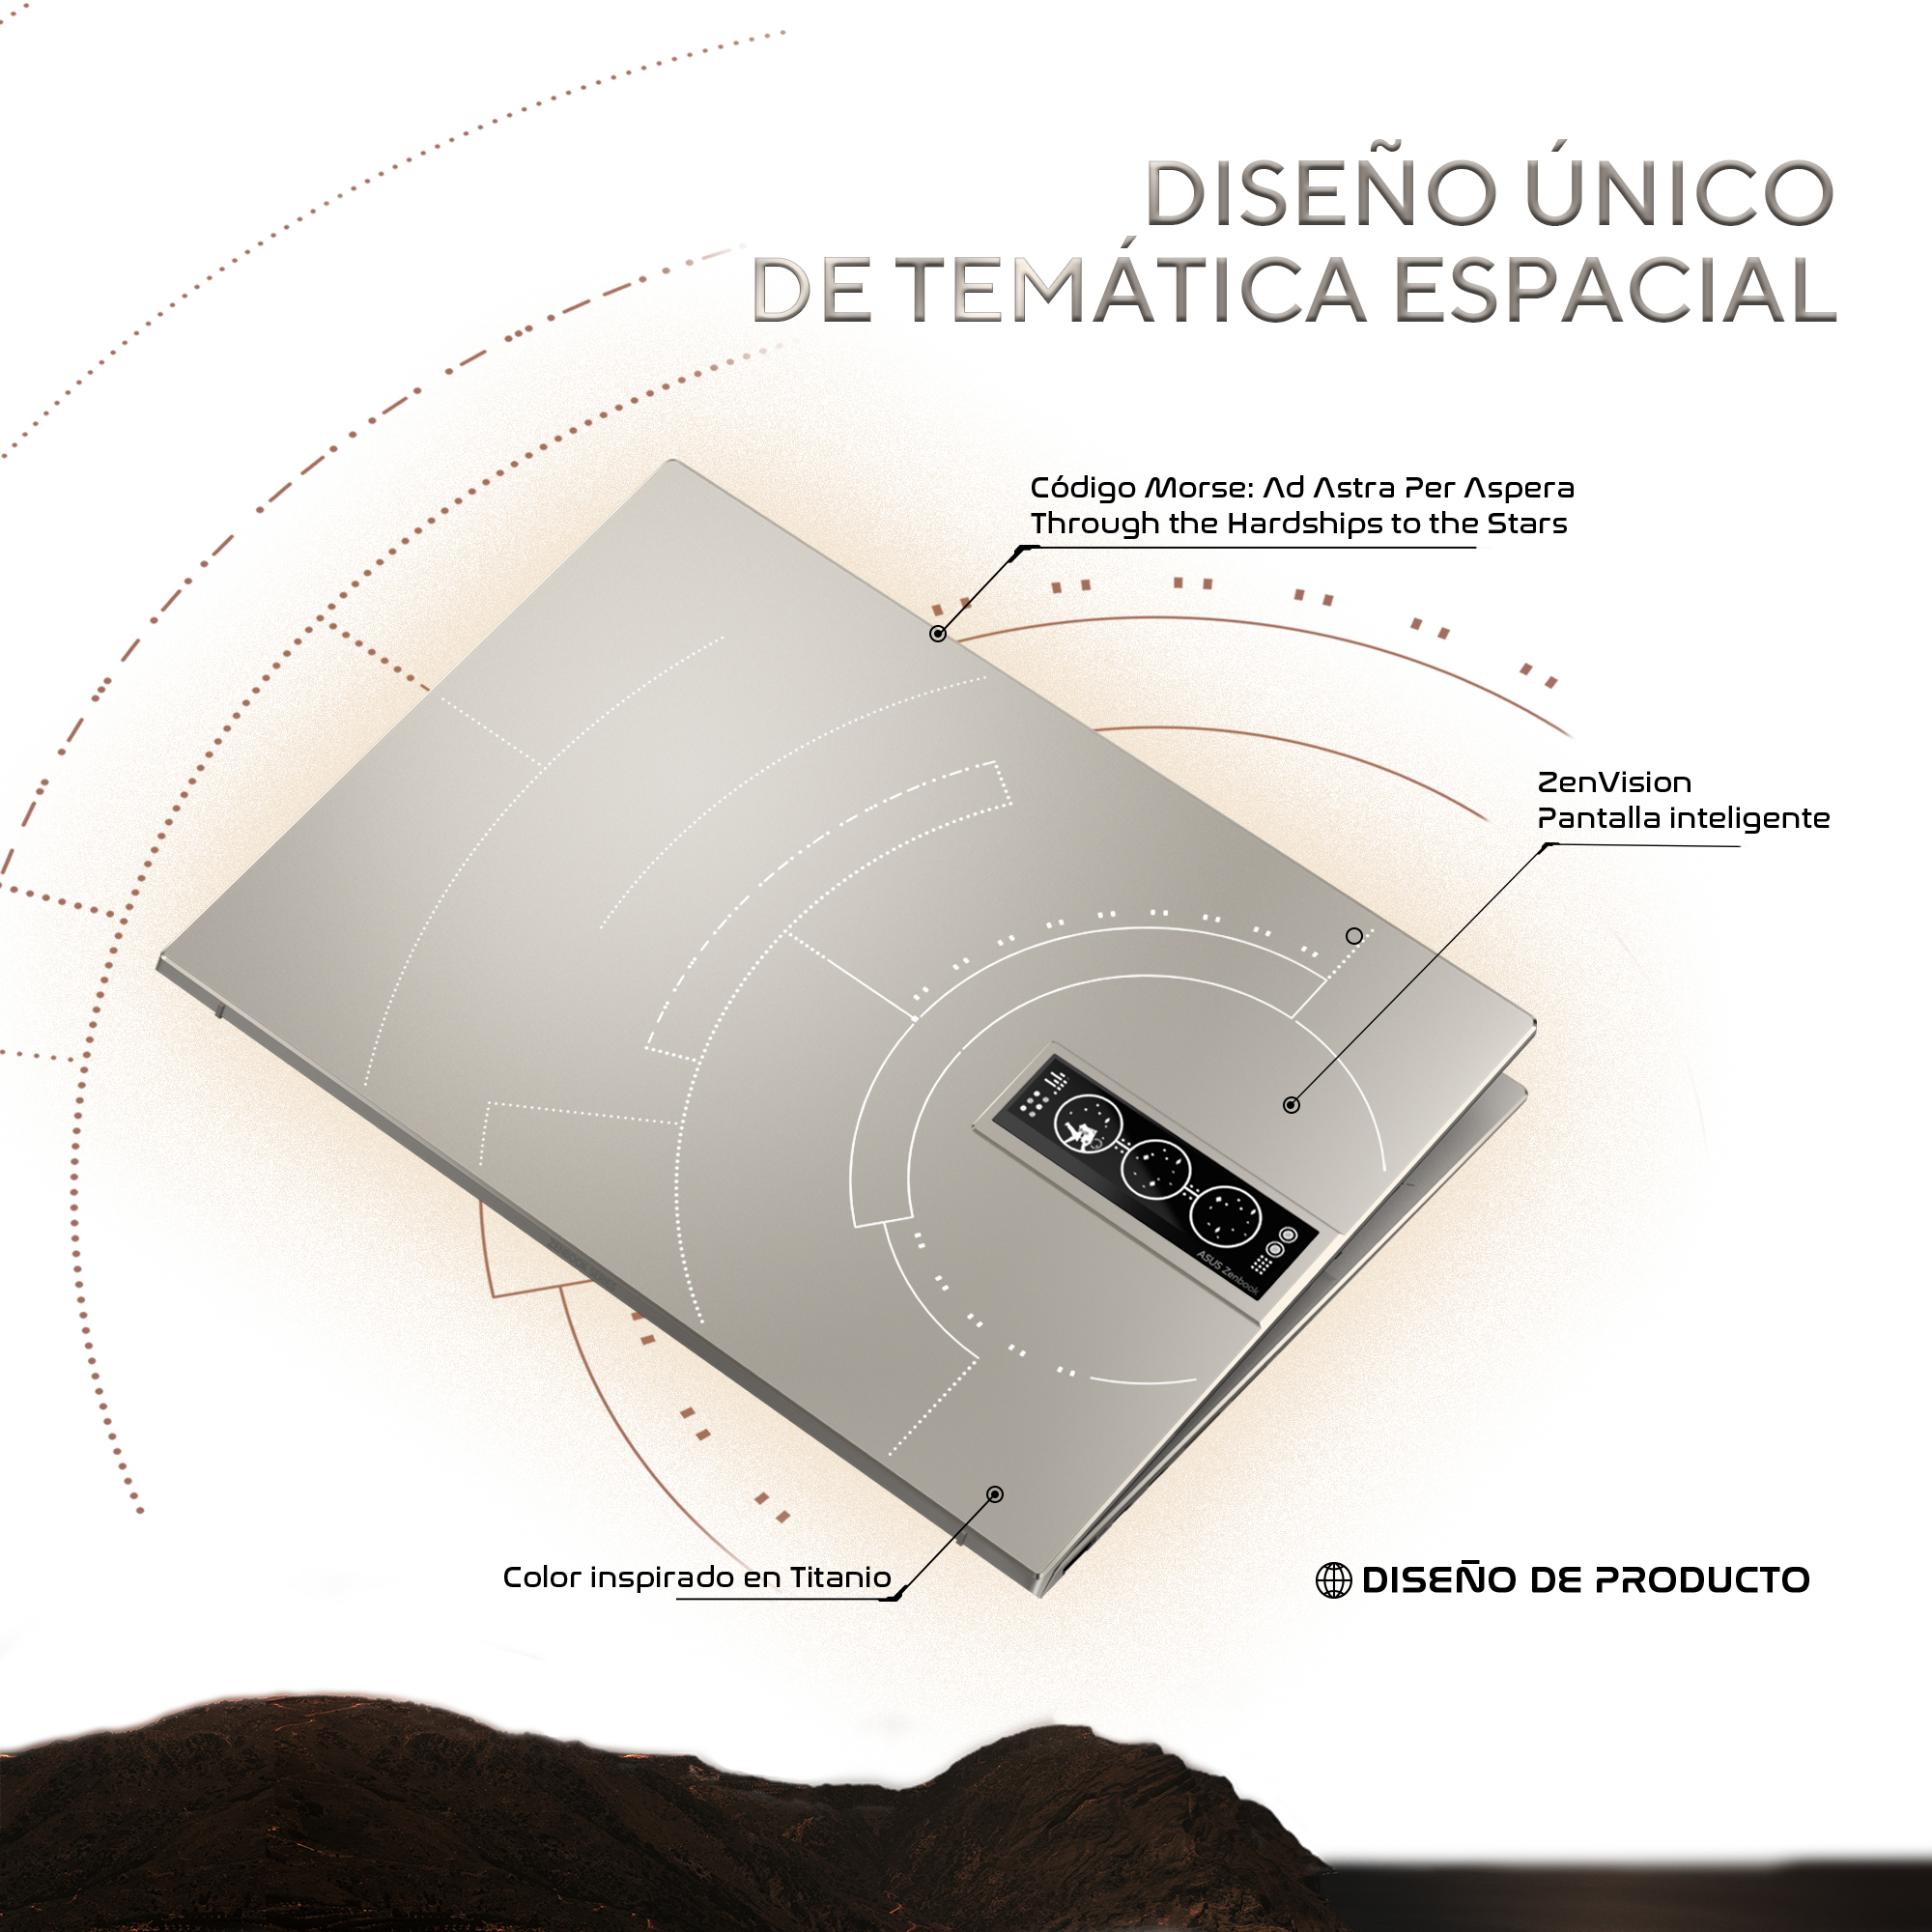 DISEÑO ÚNICO
DE TEMÁTICA ESPACIAL
Código Morse: Ad Astra Per Aspera
Through the Hardships to the Stars
ZenVision
Pantalla inteligente
ASUS Zenbook
Color inspirado en Titanio
DISEÑO DE PRODUCTO